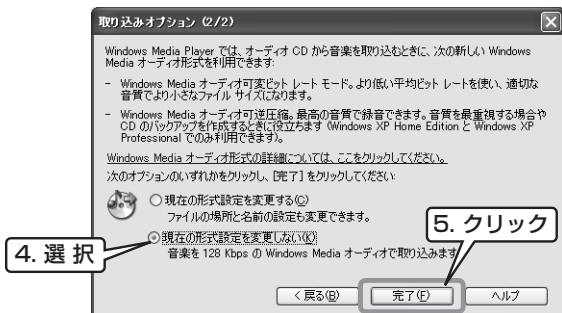 取り込みオプション (2/2)
Windows Media Player では、オーディオ CD から音楽を取り込むときに、次の新しい Windows
Media オーディオ形式を利用できます:
- Windows Media オーディオ可変ビット レート モード。より低い平均ビット レートを使い、適切な
音質でより小さなファイル サイズになります。
- Windows Media オーディオ可逆圧縮。最高の音質で録音できます。音質を最重視する場合や
CD のバックアップを作成するときに役立ちます (Windows XP Home Edition と Windows XP
Professional でのみ利用できます)。
Windows Media オーディオ形式の詳細については、ここをクリックしてください。
次のオプションのいずれかをクリックし、[完了] をクリックしてください:
現在の形式設定を変更する(C)
ファイルの場所と名前の設定も変更できます。
現在の形式設定を変更しない(K)
音楽を 128 Kbps の Windows Media オーディオで取り込みます
4. 選 択
5. クリック
< 戻る(B)
完了(F)
ヘルプ